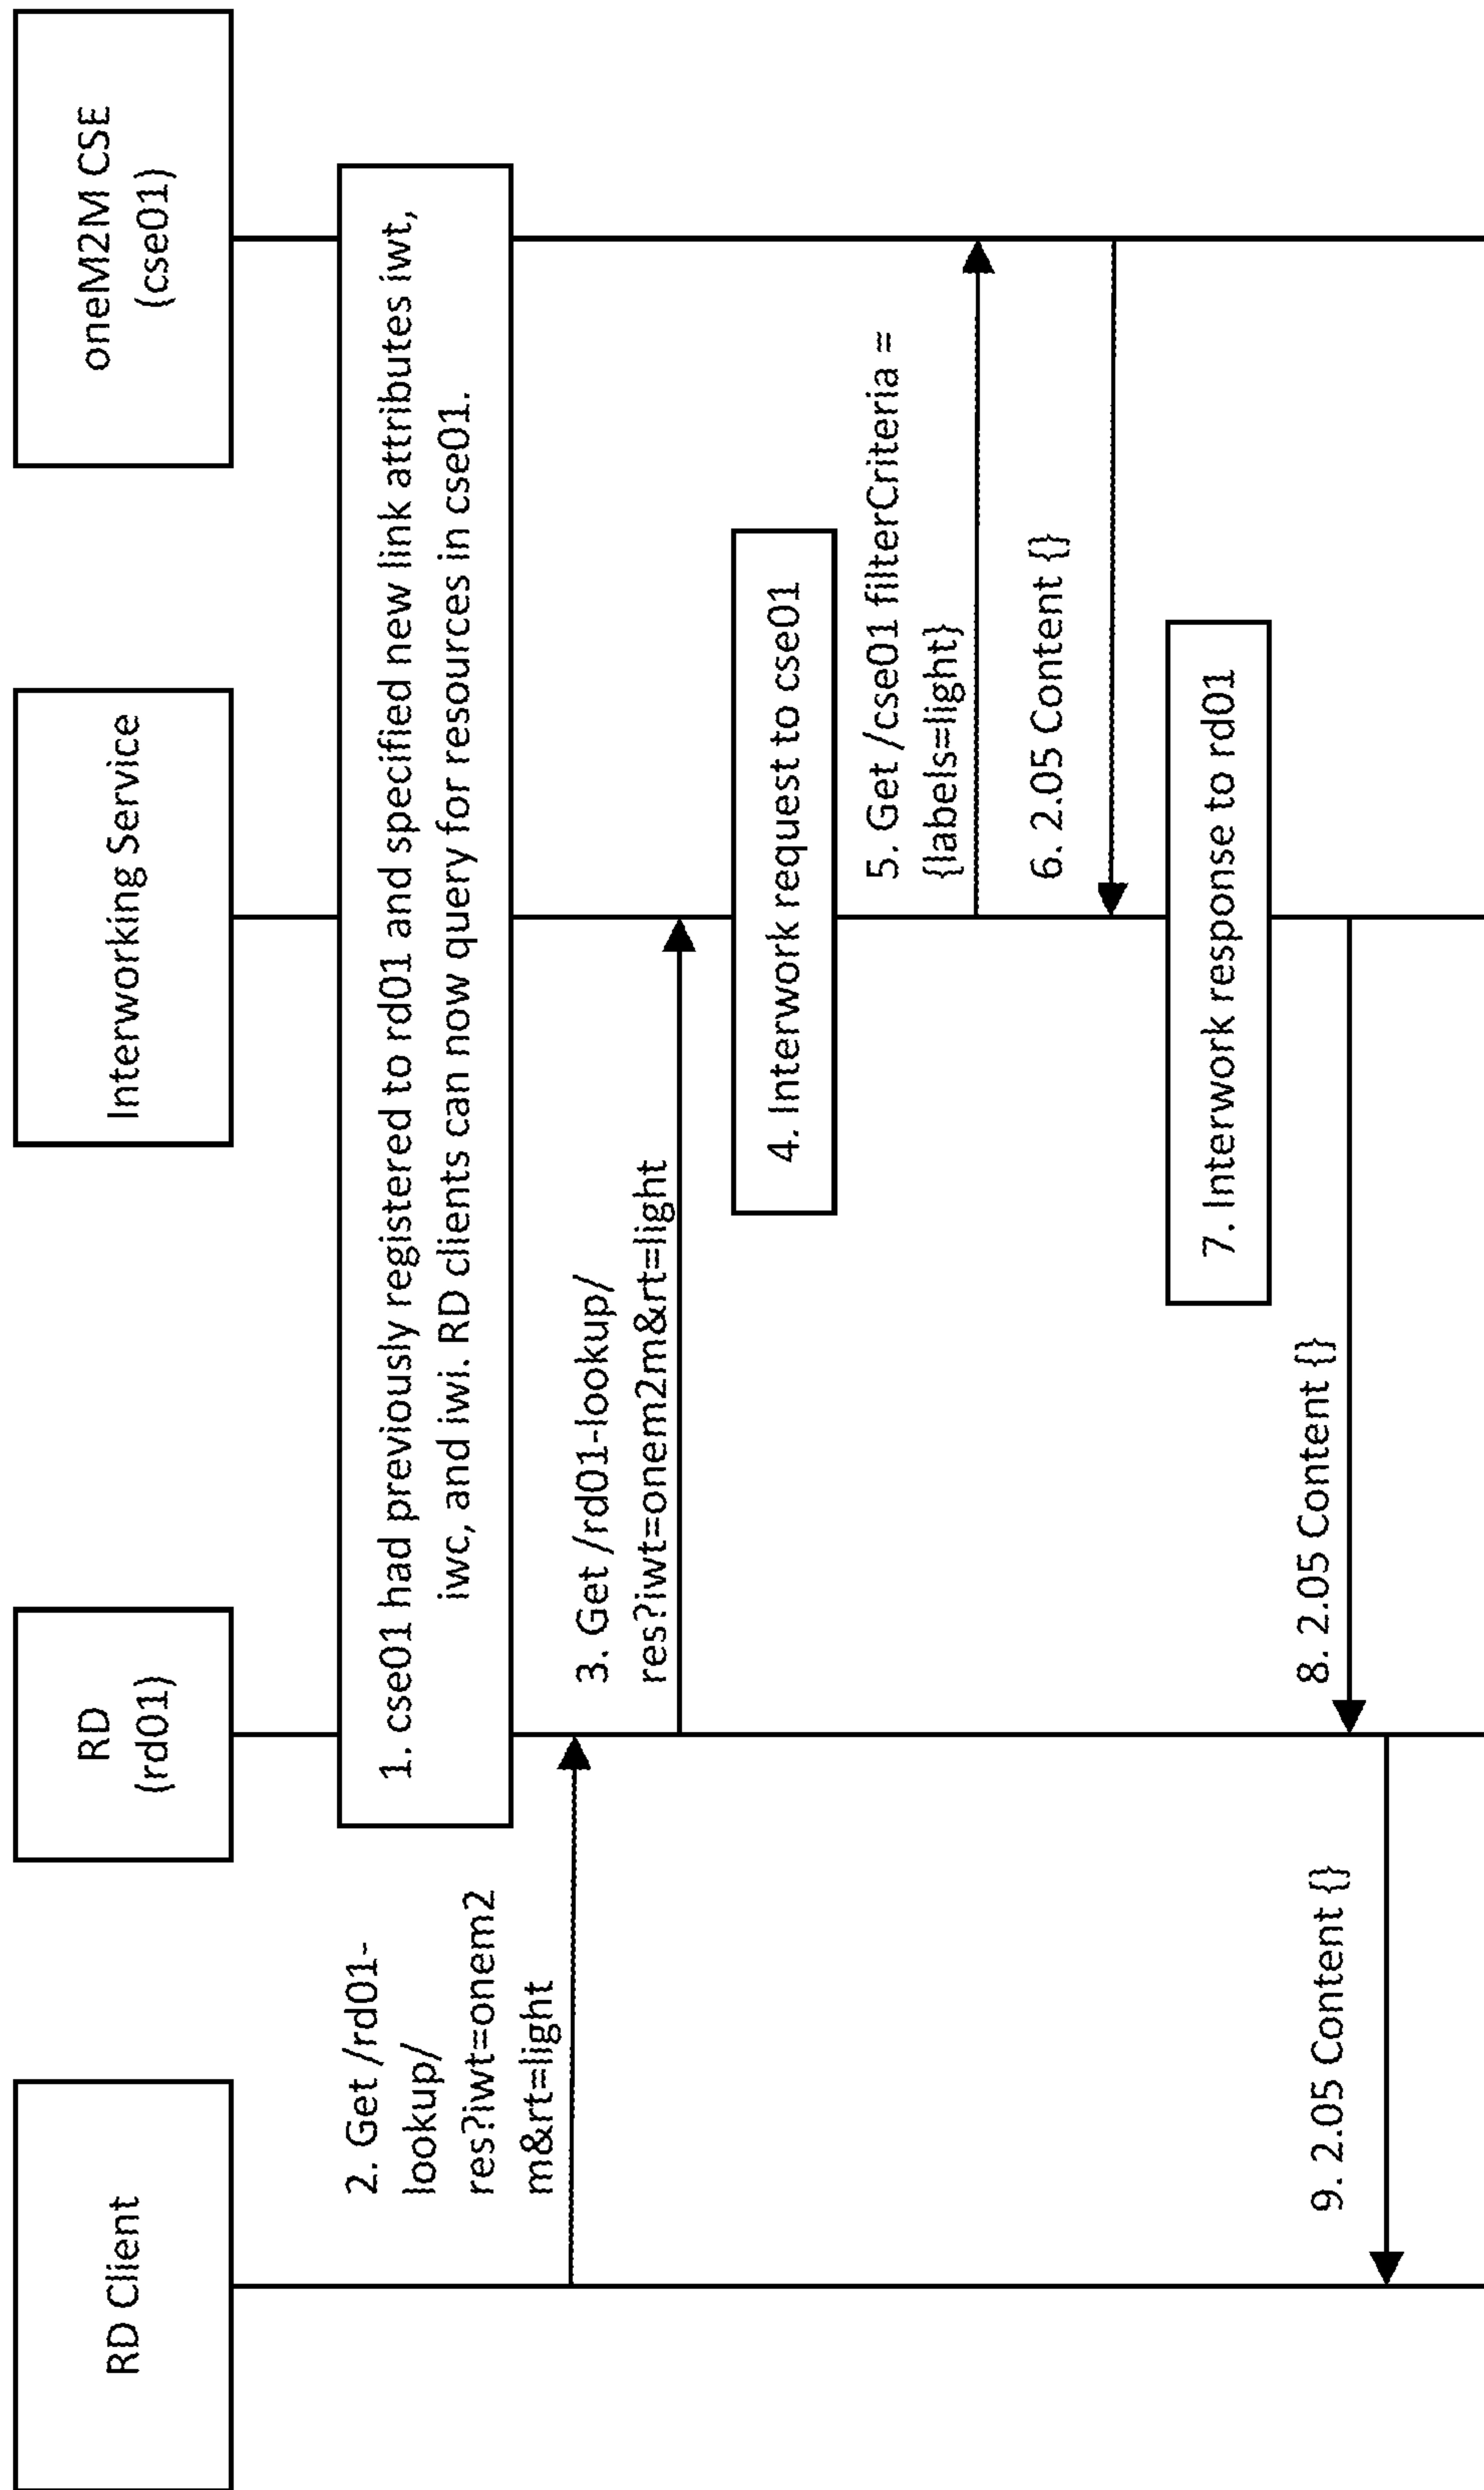 RD Client
RD
(rd01)
Interworking Service
oneM2M CSE
(cse01)
1. cse01 had previously registered to rd01 and specified new link attributes iwt,
iwc, and iwi. RD clients can now query for resources in cse01.
2. Get /rd01-
lookup/
res?iwt=onem2
m&rt=light
3. Get /rd01-lookup/
res?iwt=onem2m&rt=light
4. Interwork request to cse01
5. Get /cse01 filterCriteria =
{labels=light}
6. 2.05 Content {}
7. Interwork response to rd01
8. 2.05 Content {}
9. 2.05 Content {}